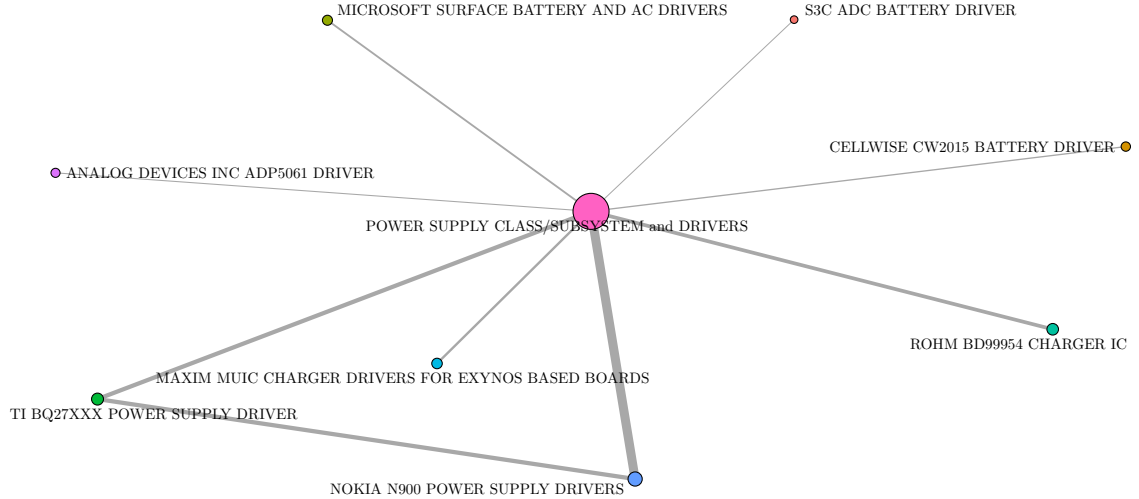 MICROSOFT SURFACE BATTERY AND AC DRIVERS
S3C ADC BATTERY DRIVER
CELLWISE CW2015 BATTERY DRIVER
ANALOG DEVICES INC ADP5061 DRIVER
POWER SUPPLY CLASS/SUBSYSTEM and DRIVERS
ROHM BD99954 CHARGER IC
MAXIM MUIC CHARGER DRIVERS FOR EXYNOS BASED BOARDS
TI BQ27XXX POWER SUPPLY DRIVER
NOKIA N900 POWER SUPPLY DRIVERS